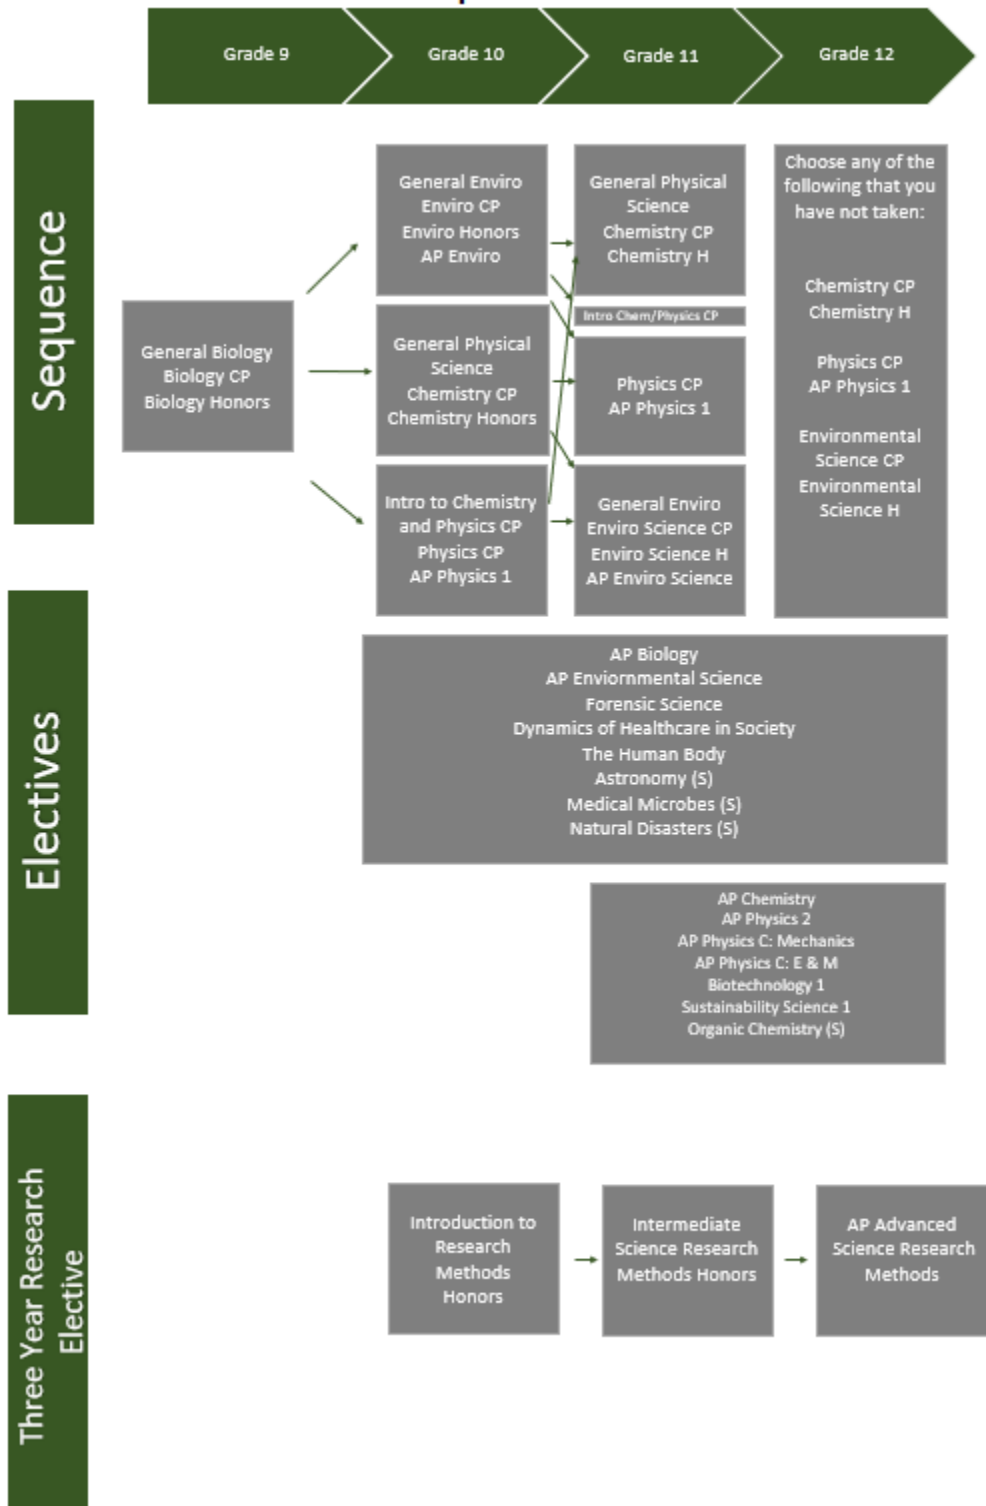 Grade 9
Grade 10
Grade 11
Grade 12
Sequence
General Biology
Biology CP
Biology Honors
General Enviro
Enviro CP
Enviro Honors
AP Enviro
General Physical
Science
Chemistry CP
Chemistry Honors
Intro to Chemistry
and Physics CP
Physics CP
AP Physics 1
General Physical
Science
Chemistry CP
Chemistry H
Intro Chem/Physics CP
Physics CP
AP Physics 1
General Enviro
Enviro Science CP
Enviro Science H
AP Enviro Science
Choose any of the
following that you
have not taken:
Chemistry CP
Chemistry H
Physics CP
AP Physics 1
Environmental
Science CP
Environmental
Science H
Electives
AP Biology
AP Enviornmental Science
Forensic Science
Dynamics of Healthcare in Society
The Human Body
Astronomy (S)
Medical Microbes (S)
Natural Disasters (S)
AP Chemistry
AP Physics 2
AP Physics C: Mechanics
AP Physics C: E & M
Biotechnology 1
Sustainability Science 1
Organic Chemistry (S)
Three Year Research
Elective
Introduction to
Research
Methods
Honors
Intermediate
Science Research
Methods Honors
AP Advanced
Science Research
Methods